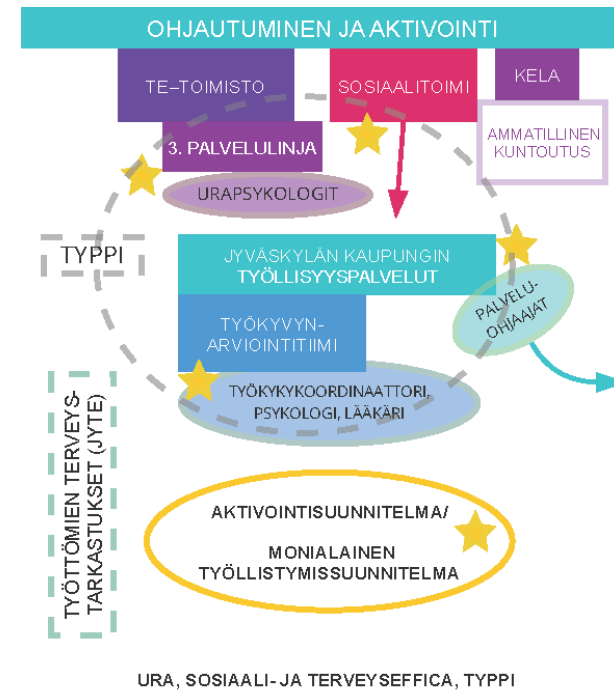 OHJAUTUMINEN JA AKTIVOINTI
TE–TOIMISTO
SOSIAALITOIMI
KELA
3. PALVELULINJA
AMMATILLINEN
KUNTOUTUS
URAPSYKOLOGIT
TYPPI
JYVÄSKYLÄN KAUPUNGIN
TYÖLLISYYSPALVELUT
PALVELU-
OHJAAJAT
TYÖKYVYN-
ARVIOINTITIIMI
TYÖKYKYKOORDINAATTORI,
PSYKOLOGI, LÄÄKÄRI
TYÖTTÖMIEN TERVEYS-
TARKASTUKSET (JYTE)
AKTIVOINTISUUNNITELMA/
MONIALAINEN
TYÖLLISTYMISSUUNNITELMA
URA, SOSIAALI- JA TERVEYSEFFICA, TYPPI